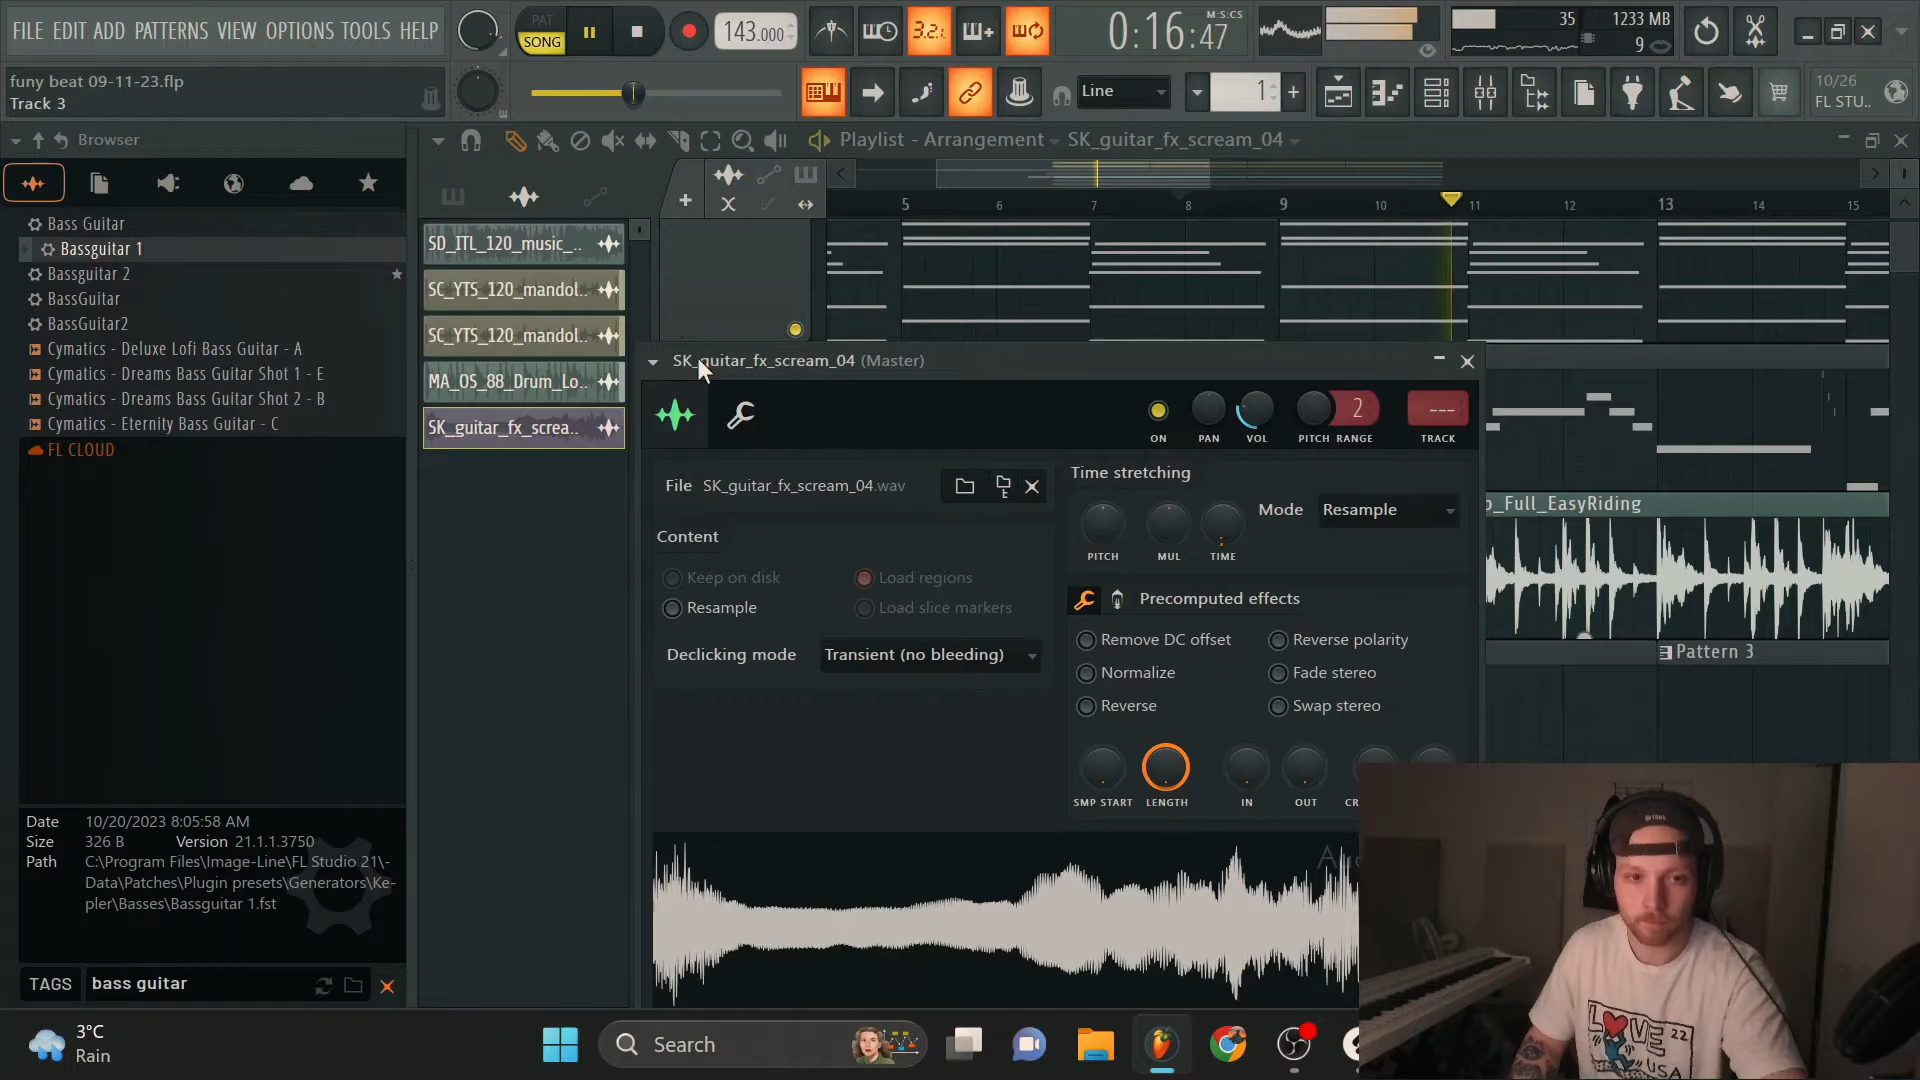 FILE EDIT ADD PATTERNS VIEW OPTIONS TOOLS HELP
PAT
SONG
143.000
3.2.1
0:16:47
M:S:CS
35
1233 MB
9
funy beat 09-11-23.flp
Track 3
Line
1
10/26
FL STU..
Browser
Playlist - Arrangement
SK_guitar_fx_scream_04
Bass Guitar
Bassguitar 1
Bassguitar 2
BassGuitar
BassGuitar2
Cymatics - Deluxe Lofi Bass Guitar - A
Cymatics - Dreams Bass Guitar Shot 1 - E
Cymatics - Dreams Bass Guitar Shot 2 - B
Cymatics - Eternity Bass Guitar - C
FL CLOUD
SD_ITL_120_music_..
SC_YTS_120_mandol..
SC_YTS_120_mandol..
MA_OS_88_Drum_Lo..
SK_guitar_fx_screa..
5 6 7 8 9 10 11 12 13 14 15
SK_guitar_fx_scream_04 (Master)
2
---
ON PAN VOL PITCH RANGE TRACK
File SK_guitar_fx_scream_04.wav
Time stretching
Mode Resample
PITCH MUL TIME
Content
Keep on disk
Load regions
Resample
Load slice markers
Declicking mode Transient (no bleeding)
Precomputed effects
Remove DC offset
Reverse polarity
Normalize
Fade stereo
Reverse
Swap stereo
SMP START LENGTH IN OUT CR
p_Full_EasyRiding
Pattern 3
Date 10/20/2023 8:05:58 AM
Size 326 B Version 21.1.1.3750
Path C:\Program Files\Image-Line\FL Studio 21\-
Data\Patches\Plugin presets\Generators\Ke-
pler\Basses\Bassguitar 1.fst
TAGS bass guitar
3°C
Rain
Search
LOVE
22
USA